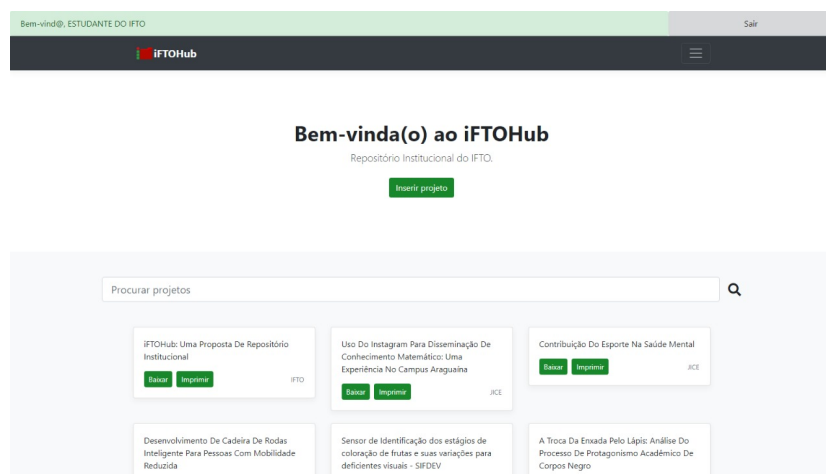 Bem-vind@, ESTUDANTE DO IFTO
Sair
iFTOHub
Bem-vinda(o) ao iFTOHub
Repositório Institucional do IFTO.
Inserir projeto
Procurar projetos
iFTOHub: Uma Proposta De Repositório
Institucional
Baixar Imprimir IFTO
Uso Do Instagram Para Disseminação De
Conhecimento Matemático: Uma
Experiência No Campus Araguaína
Baixar Imprimir JICE
Contribuição Do Esporte Na Saúde Mental
Baixar Imprimir JICE
Desenvolvimento De Cadeira De Rodas
Inteligente Para Pessoas Com Mobilidade
Reduzida
Sensor de Identificação dos estágios de
coloração de frutas e suas variações para
deficientes visuais - SIFDEV
A Troca Da Enxada Pelo Lápis: Análise Do
Processo De Protagonismo Acadêmico De
Corpos Negro